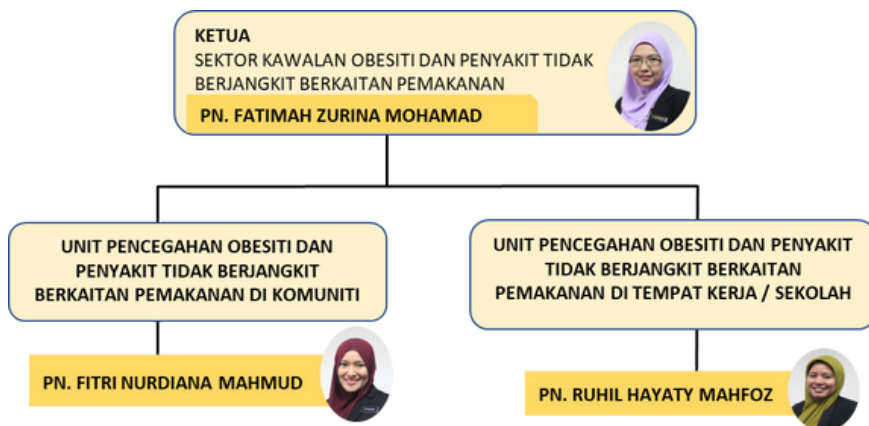 KETUA
SEKTOR KAWALAN OBESITI DAN PENYAKIT TIDAK
BERJANGKIT BERKAITAN PEMAKANAN
PN. FATIMAH ZURINA MOHAMAD
UNIT PENCEGAHAN OBESITI DAN
PENYAKIT TIDAK BERJANGKIT
BERKAITAN PEMAKANAN DI KOMUNITI
PN. FITRI NURDIANA MAHMUD
UNIT PENCEGAHAN OBESITI DAN PENYAKIT
TIDAK BERJANGKIT BERKAITAN
PEMAKANAN DI TEMPAT KERJA / SEKOLAH
PN. RUHIL HAYATY MAHFOZ